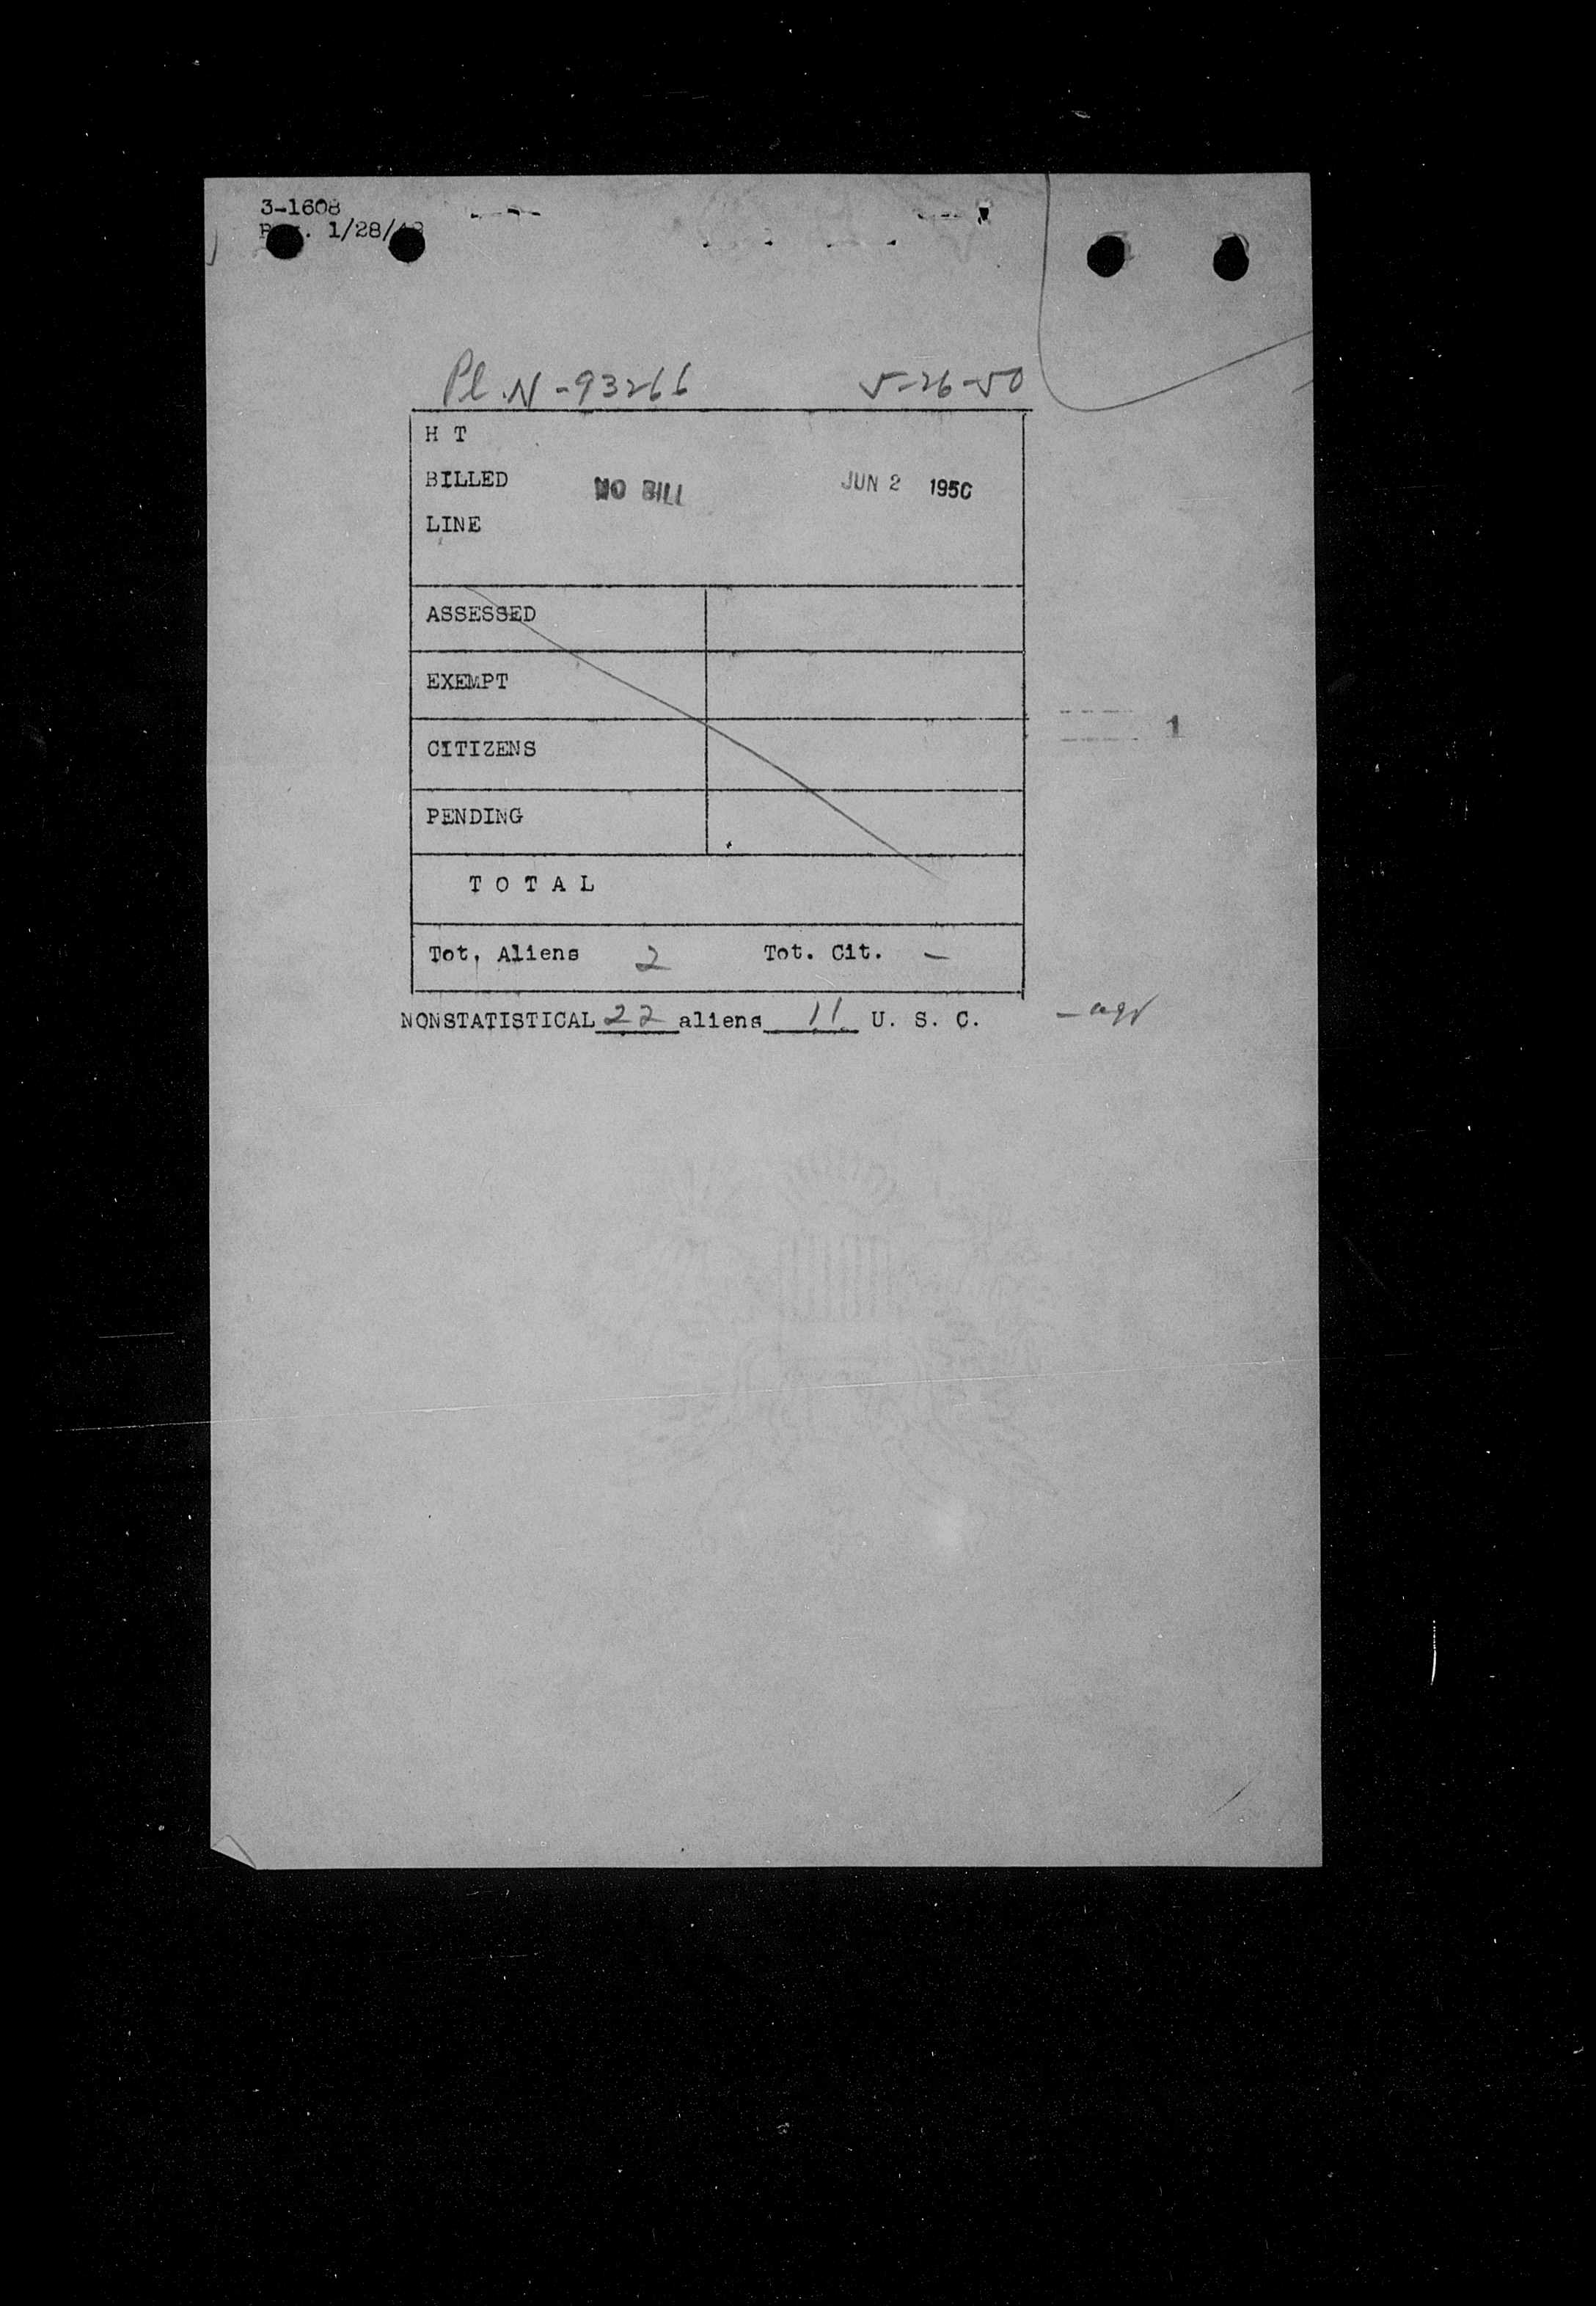 3-1608
1/28/
Pl. N-93266 5-26-50
H T
BILLED NO BILL JUN 2 1950
LINE
ASSESSED
EXEMPT
1
CITIZENS
PENDING
T O T A L
Tot. Aliens 2 Tot. Cit. -
NONSTATISTICAL 22 aliens 11 U. S. C.